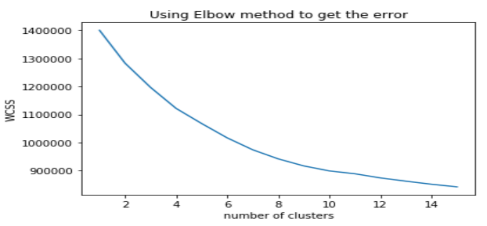 Using Elbow method to get the error
1400000
1300000
1200000
1100000
1000000
900000
WCSS
2 4 6 8 10 12 14
number of clusters